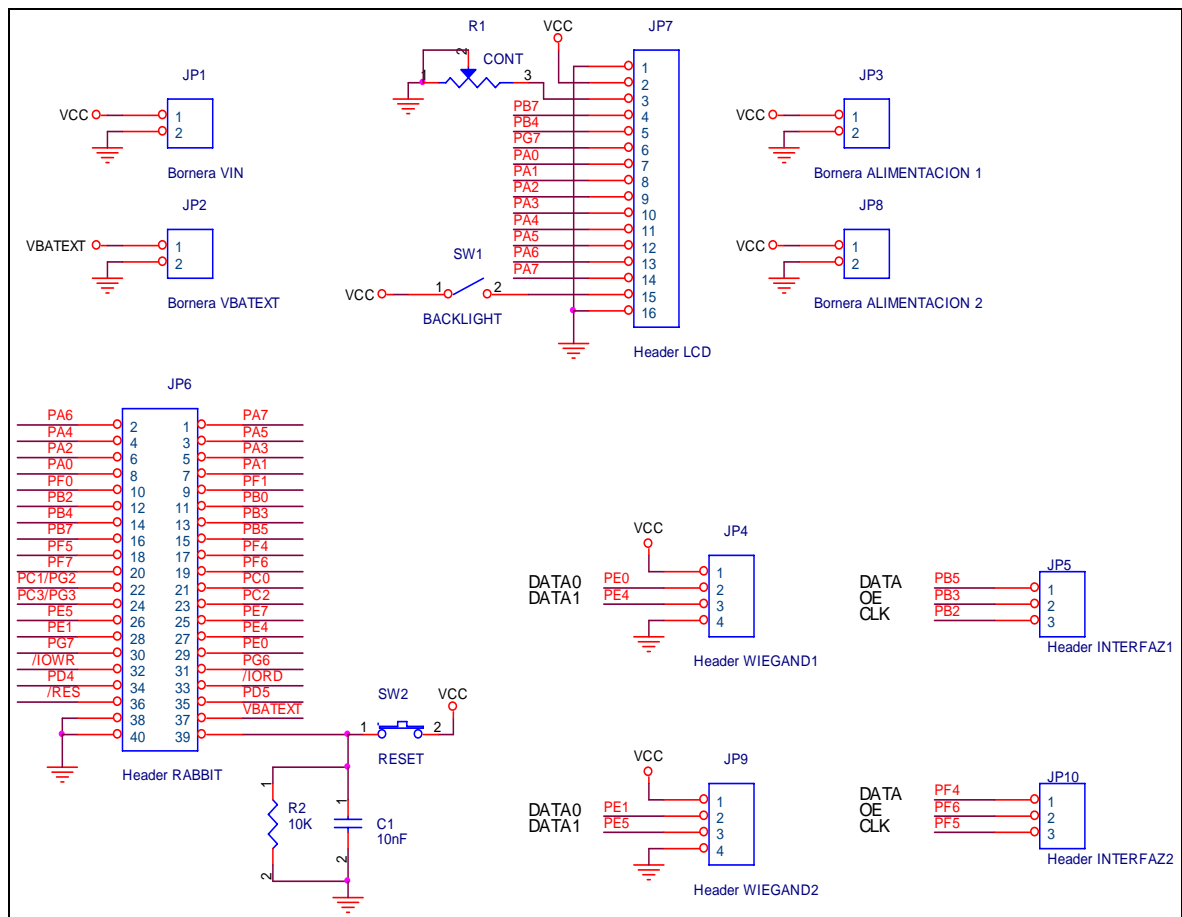 R1
VCC
JP7
2
CONT
1
3
JP1
VCC
1
2
Bornera VIN
JP2
VBATEXT
1
2
Bornera VBATEXT
1
2
3
PB7 4
PB4 5
PG7 6
PA0 7
PA1 8
PA2 9
PA3 10
PA4 11
PA5 12
PA6 13
PA7 14
15
16
SW1
VCC
1
2
BACKLIGHT
Header LCD
JP3
VCC
1
2
Bornera ALIMENTACION 1
JP8
VCC
1
2
Bornera ALIMENTACION 2
JP6
PA6 2 1 PA7
PA4 4 3 PA5
PA2 6 5 PA3
PA0 8 7 PA1
PF0 10 9 PF1
PB2 12 11 PB0
PB4 14 13 PB3
PB7 16 15 PB5
PF5 18 17 PF4
PF7 20 19 PF6
PC1/PG2 22 21 PC0
PC3/PG3 24 23 PC2
PE5 26 25 PE7
PE1 28 27 PE4
PG7 30 29 PE0
/IOWR 32 31 PG6
PD4 34 33 /IORD
/RES 36 35 PD5
38 37 VBATEXT
40 39
Header RABBIT
SW2
VCC
1
2
RESET
1
R2
10K
2
1
C1
10nF
2
VCC
JP4
1
DATA0 PE0 2
DATA1 PE4 3
4
Header WIEGAND1
JP5
DATA PB5 1
OE PB3 2
CLK PB2 3
Header INTERFAZ1
VCC
JP9
1
DATA0 PE1 2
DATA1 PE5 3
4
Header WIEGAND2
JP10
DATA PF4 1
OE PF6 2
CLK PF5 3
Header INTERFAZ2